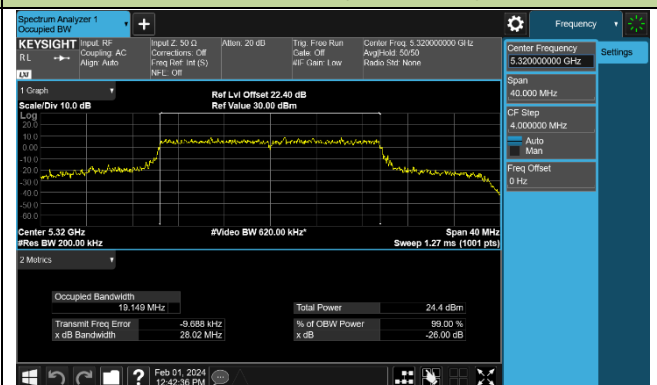 Spectrum Analyzer 1
Occupied BW
Frequency
KEYSIGHT
RL
Input: RF
Coupling: AC
Align: Auto
Input Z: 50 Ω
Corrections: Off
Freq Ref: Int (S)
NFE: Off
Atten: 20 dB
Trig: Free Run
Gate: Off
#IF Gain: Low
Center Freq: 5.320000000 GHz
Avg|Hold: 50/50
Radio Std: None
LXI
1 Graph
Scale/Div 10.0 dB
Ref Lvl Offset 22.40 dB
Ref Value 30.00 dBm
Log
20.0
10.0
0.00
-10.0
-20.0
-30.0
-40.0
-50.0
-60.0
Center 5.32 GHz
#Res BW 200.00 kHz
#Video BW 620.00 kHz*
Span 40 MHz
Sweep 1.27 ms (1001 pts)
2 Metrics
Occupied Bandwidth
19.149 MHz
Total Power
24.4 dBm
Transmit Freq Error
-9.688 kHz
% of OBW Power
99.00 %
x dB Bandwidth
28.02 MHz
x dB
-26.00 dB
Center Frequency
5.320000000 GHz
Settings
Span
40.000 MHz
CF Step
4.000000 MHz
Auto
Man
Freq Offset
0 Hz
?
Feb 01, 2024
12:42:36 PM